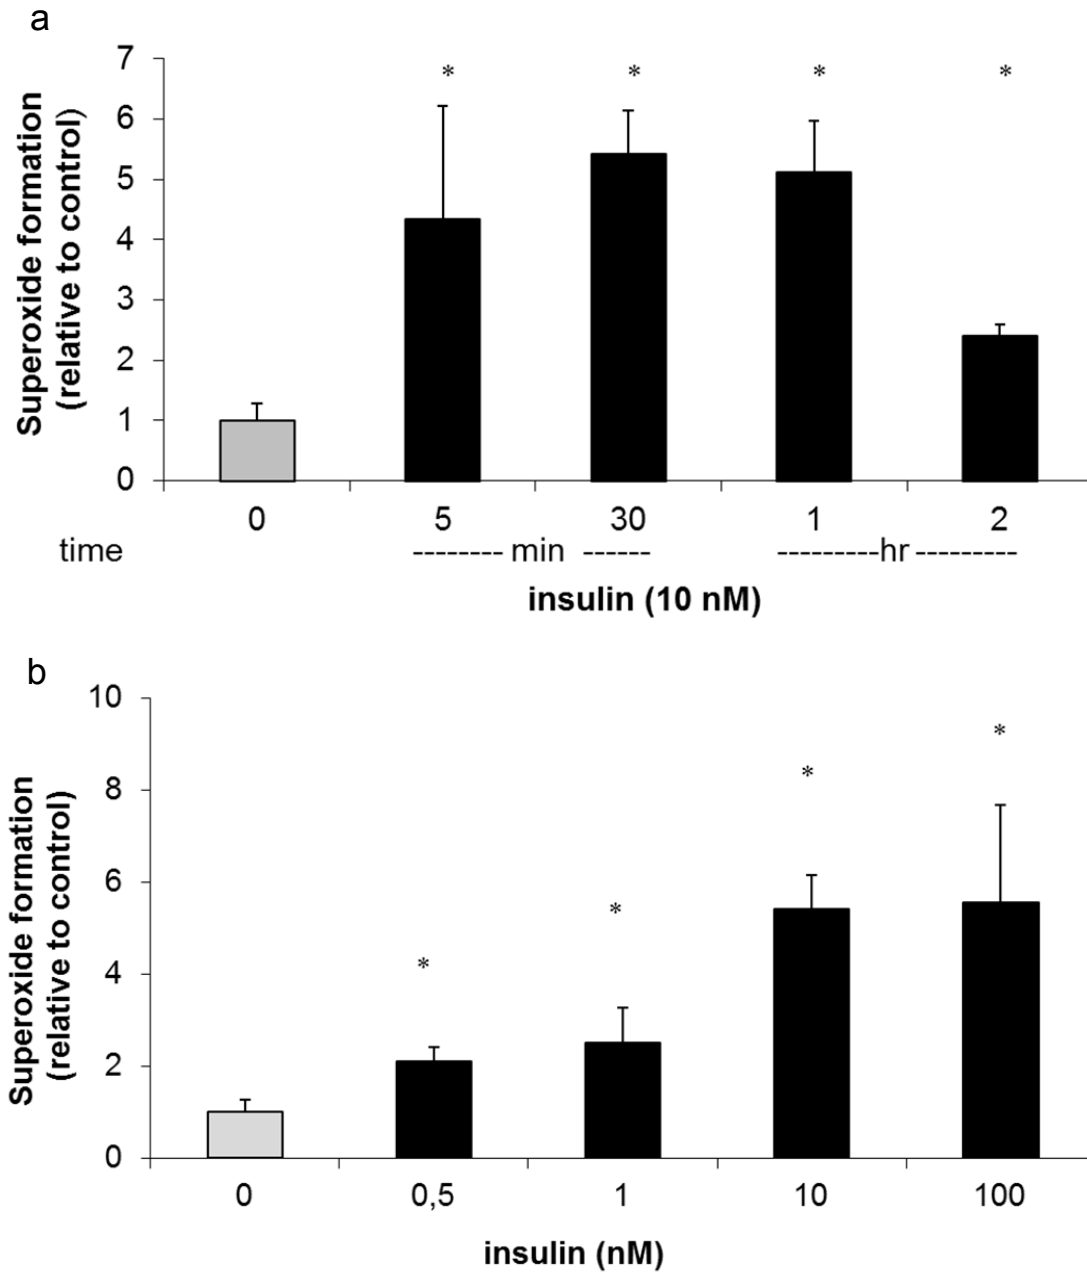 a
Superoxide formation
(relative to control)
7
6
5
4
3
2
1
0
* * * *
0 5 30 1 2
time -------- min ------ ---------hr---------
insulin (10 nM)
b
Superoxide formation
(relative to control)
10
8
6
4
2
0
* * * *
0 0,5 1 10 100
insulin (nM)